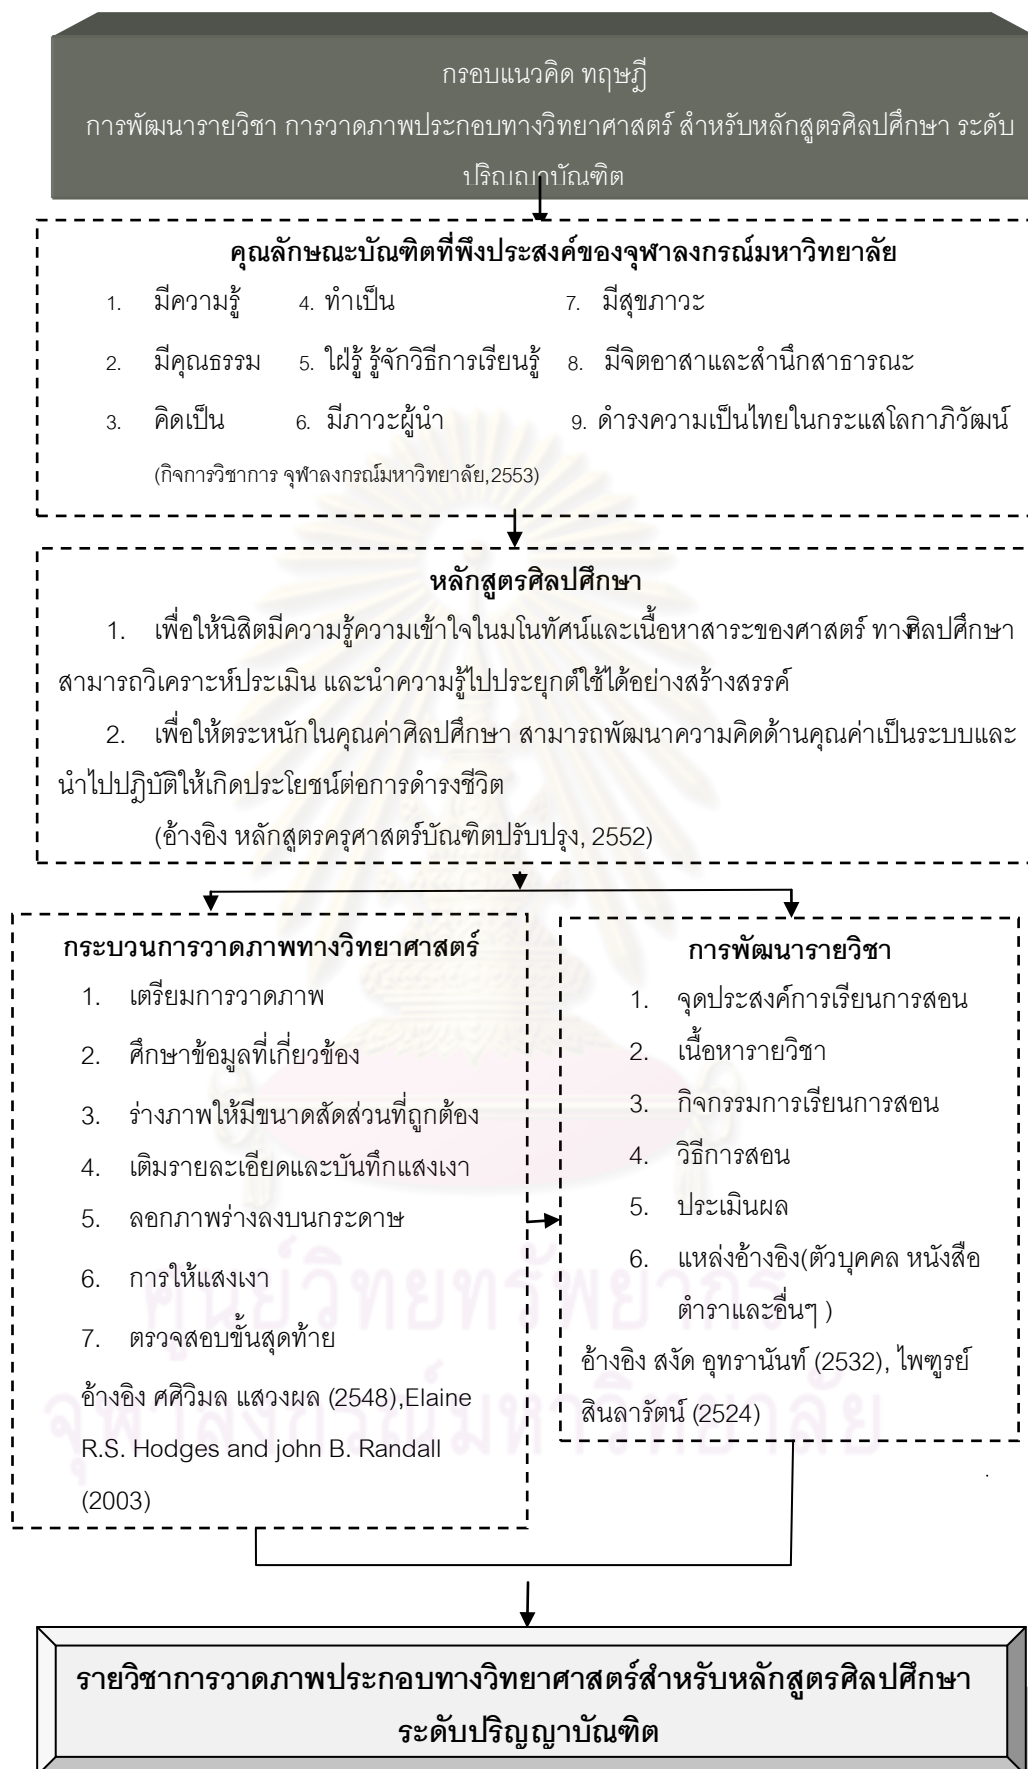 กรอบแนวคิด ทฤษฎี
การพัฒนารายวิชา การวาดภาพประกอบทางวิทยาศาสตร์ สำหรับหลักสูตรศิลปศึกษา ระดับ
ปริญญาบัณฑิต
คุณลักษณะบัณฑิตที่พึงประสงค์ของจุฬาลงกรณ์มหาวิทยาลัย
1. มีความรู้ 4. ทำเป็น 7. มีสุขภาวะ
2. มีคุณธรรม 5. ใฝ่รู้ รู้จักวิธีการเรียนรู้ 8. มีจิตอาสาและสำนึกสาธารณะ
3. คิดเป็น 6. มีภาวะผู้นำ 9. ดำรงความเป็นไทยในกระแสโลกาภิวัฒน์
(กิจการวิชาการ จุฬาลงกรณ์มหาวิทยาลัย,2553)
หลักสูตรศิลปศึกษา
1. เพื่อให้นิสิตมีความรู้ความเข้าใจในมโนทัศน์และเนื้อหาสาระของศาสตร์ ทางศิลปศึกษา
สามารถวิเคราะห์ประเมิน และนำความรู้ไปประยุกต์ใช้ได้อย่างสร้างสรรค์
2. เพื่อให้ตระหนักในคุณค่าศิลปศึกษา สามารถพัฒนาความคิดด้านคุณค่าเป็นระบบและ
นำไปปฏิบัติให้เกิดประโยชน์ต่อการดำรงชีวิต
(อ้างอิง หลักสูตรครุศาสตร์บัณฑิตปรับปรุง, 2552)
กระบวนการวาดภาพทางวิทยาศาสตร์
1. เตรียมการวาดภาพ
2. ศึกษาข้อมูลที่เกี่ยวข้อง
3. ร่างภาพให้มีขนาดสัดส่วนที่ถูกต้อง
4. เติมรายละเอียดและบันทึกแสงเงา
5. ลอกภาพร่างลงบนกระดาษ
6. การให้แสงเงา
7. ตรวจสอบขั้นสุดท้าย
อ้างอิง ศศิวิมล แสวงผล (2548),Elaine
R.S. Hodges and john B. Randall
(2003)
การพัฒนารายวิชา
1. จุดประสงค์การเรียนการสอน
2. เนื้อหารายวิชา
3. กิจกรรมการเรียนการสอน
4. วิธีการสอน
5. ประเมินผล
6. แหล่งอ้างอิง(ตัวบุคคล หนังสือ
ตำราและอื่นๆ )
อ้างอิง สงัด อุทรานันท์ (2532), ไพฑูรย์
สินลารัตน์ (2524)
.
รายวิชาการวาดภาพประกอบทางวิทยาศาสตร์สำหรับหลักสูตรศิลปศึกษา
ระดับปริญญาบัณฑิต
ศูนย์วิทยทรัพยากร
จุฬาลงกรณ์มหาวิทยาลัย